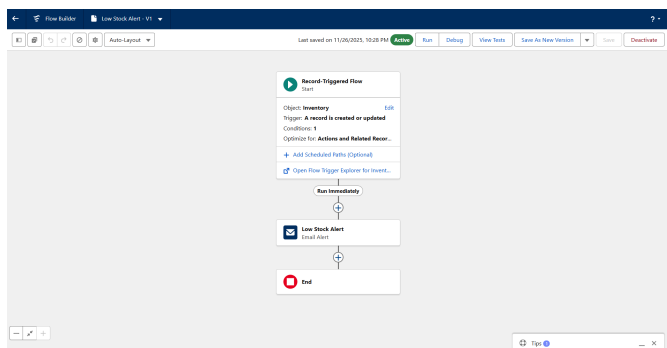 Flow Builder
Low Stock Alert - V1
?
Auto-Layout
Last saved on 11/26/2025, 10:28 PM
Active
Run
Debug
View Tests
Save As New Version
Save
Deactivate
Record-Triggered Flow
Start
Object: Inventory
Edit
Trigger: A record is created or updated
Conditions: 1
Optimize for: Actions and Related Recor...
+ Add Scheduled Paths (Optional)
Open Flow Trigger Explorer for Invent...
Run Immediately
Low Stock Alert
Email Alert
End
Tips